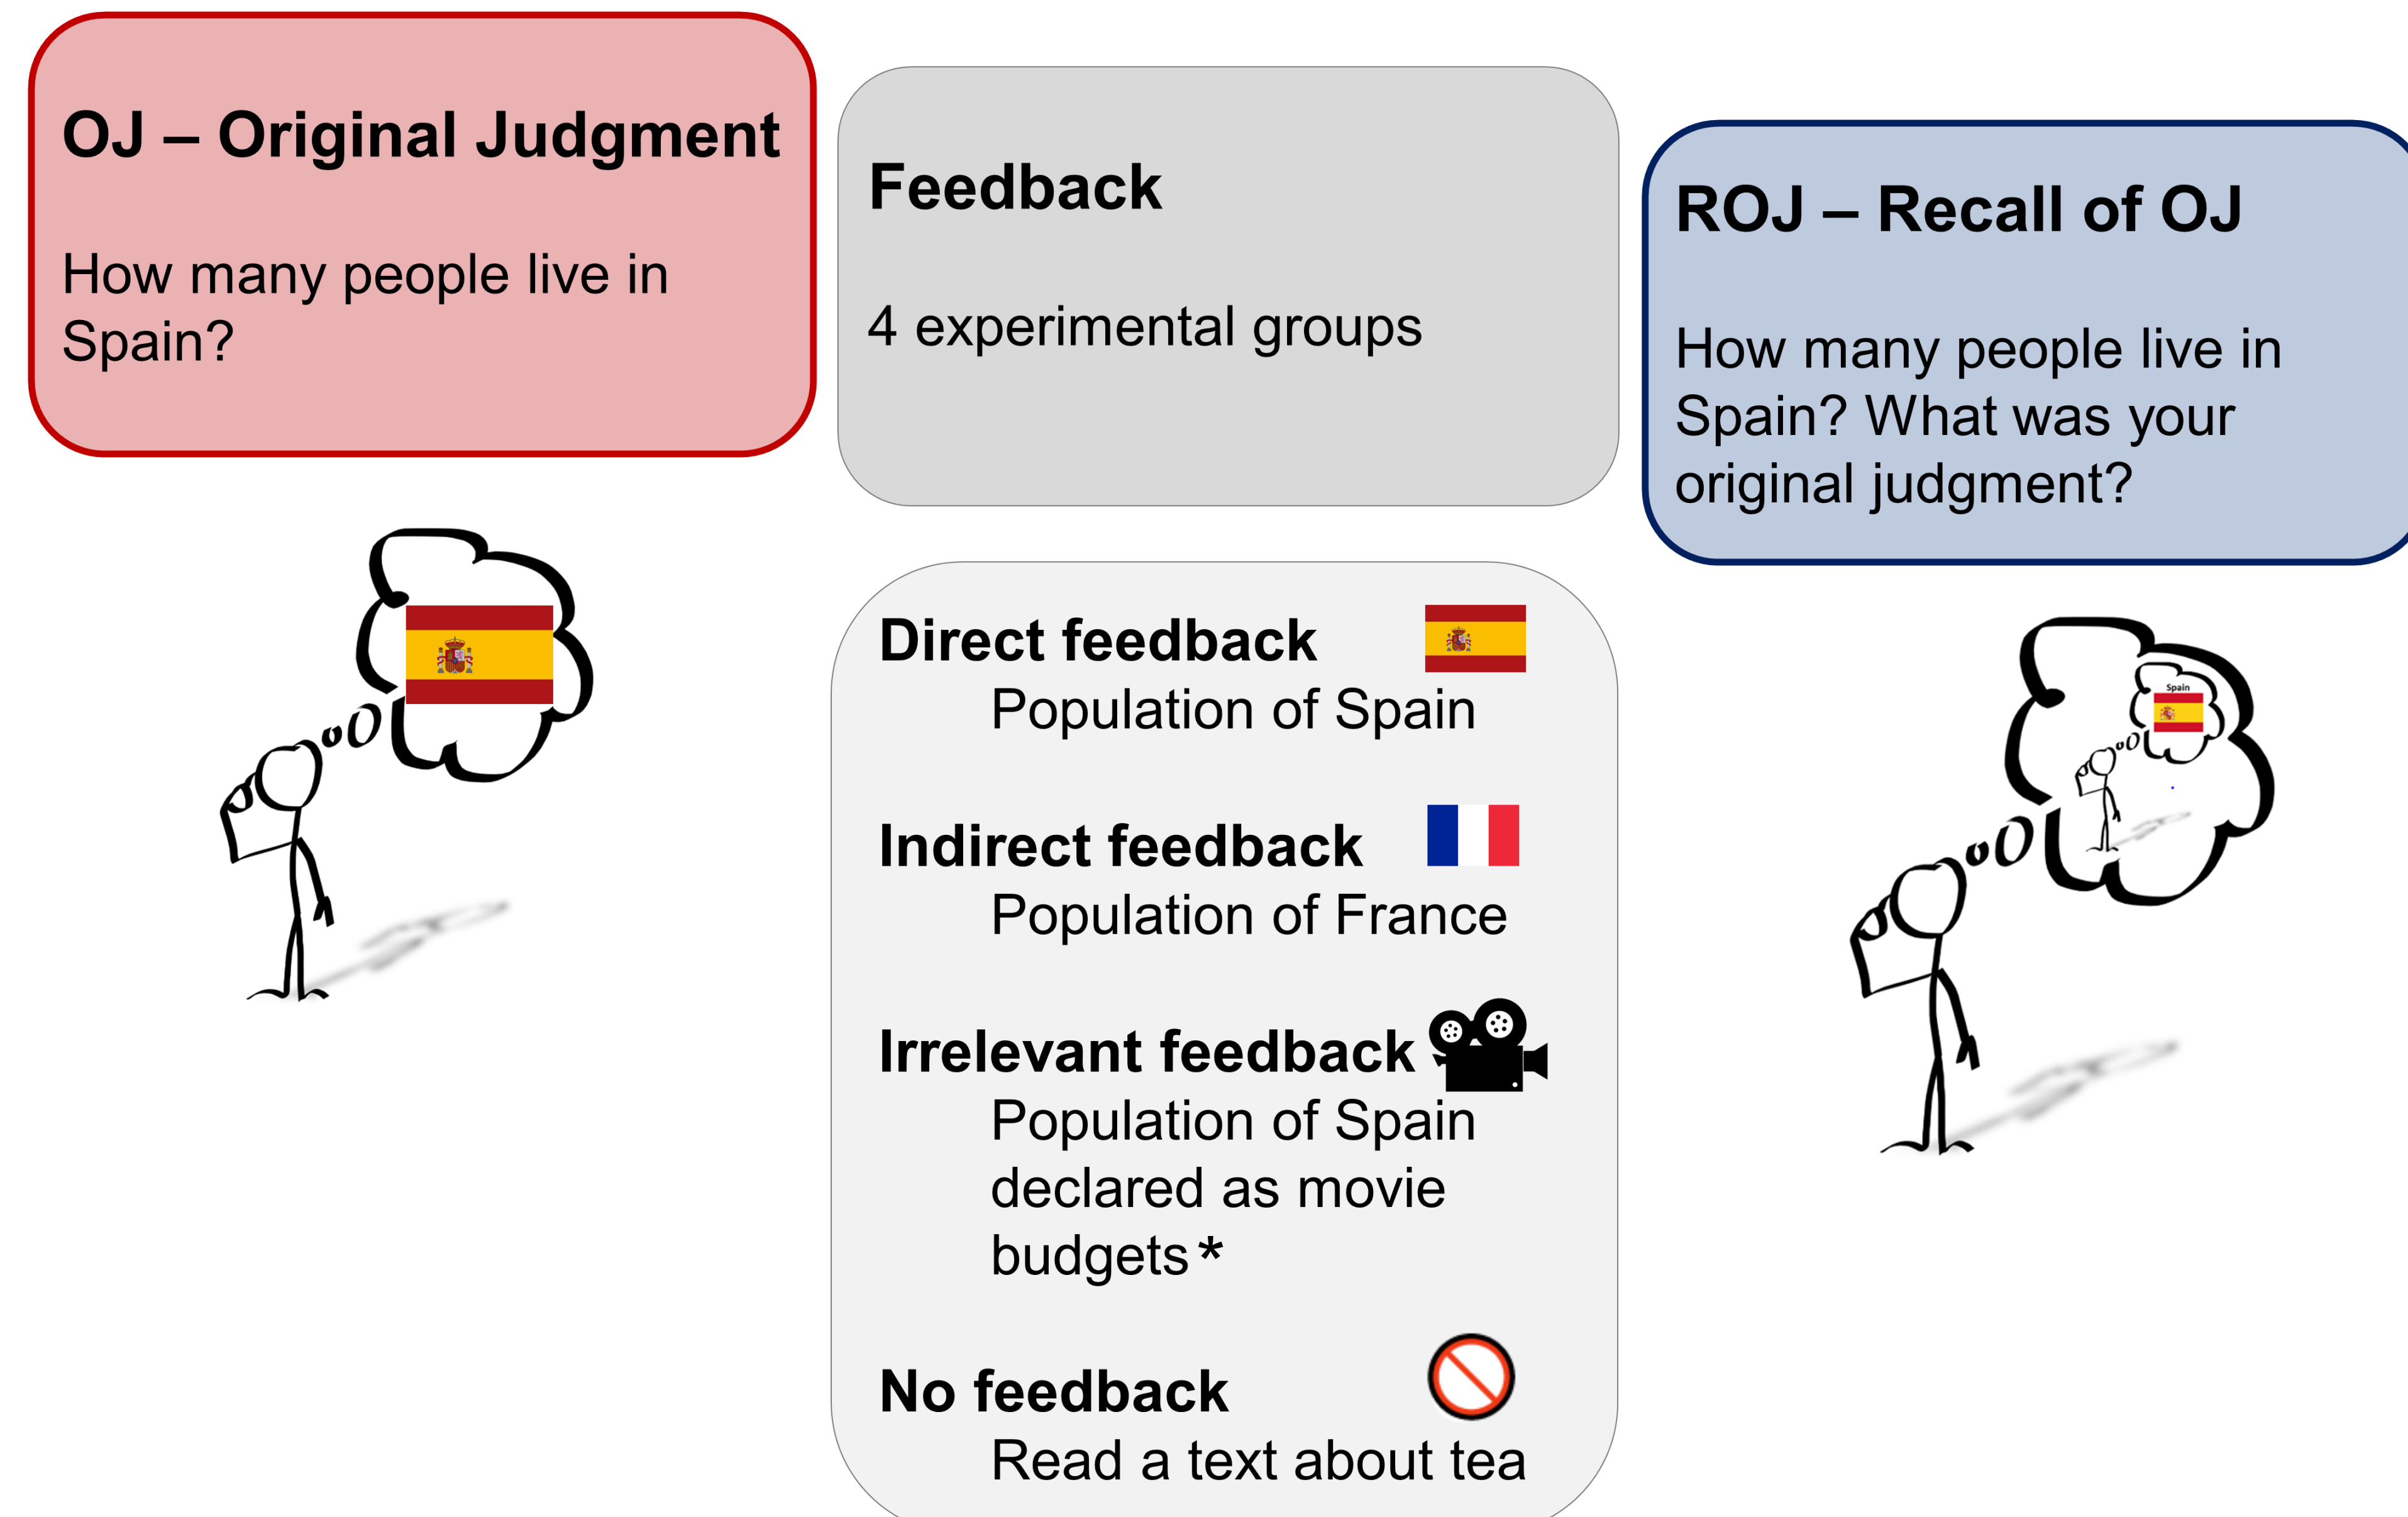 OJ – Original Judgment
How many people live in
Spain?
Feedback
4 experimental groups
ROJ – Recall of OJ
How many people live in
Spain? What was your
original judgment?
Direct feedback
Population of Spain
Indirect feedback
Population of France
Irrelevant feedback
Population of Spain
declared as movie
budgets*
No feedback
Read a text about tea
Spain